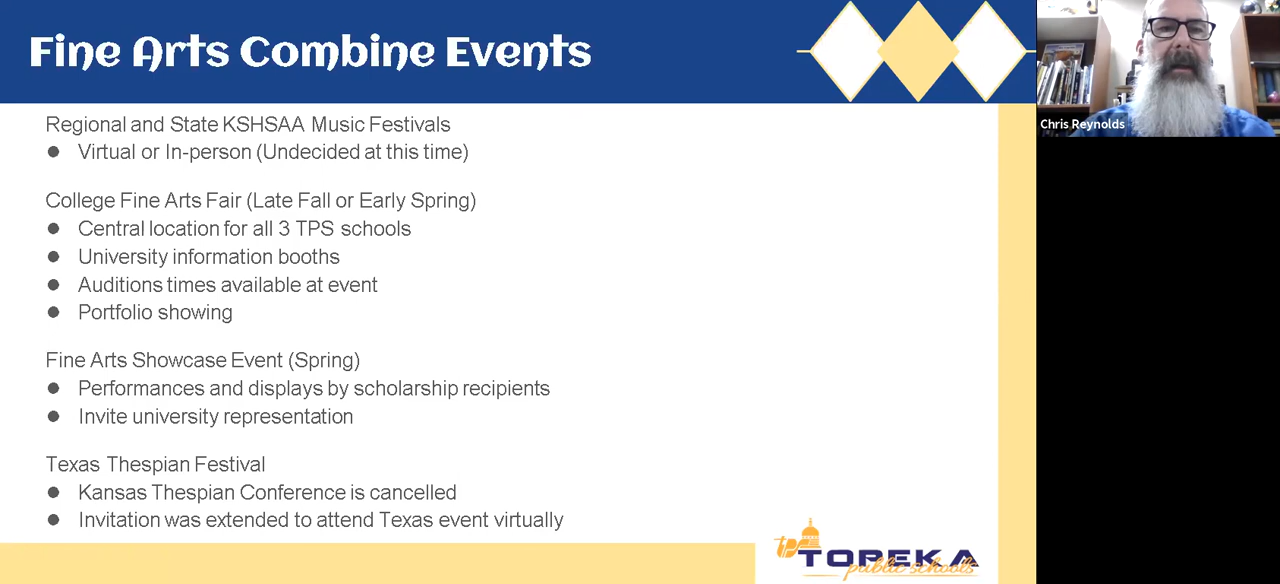 Fine Arts Combine Events
Chris Reynolds
Regional and State KSHSAA Music Festivals
● Virtual or In-person (Undecided at this time)
College Fine Arts Fair (Late Fall or Early Spring)
● Central location for all 3 TPS schools
● University information booths
● Auditions times available at event
● Portfolio showing
Fine Arts Showcase Event (Spring)
● Performances and displays by scholarship recipients
● Invite university representation
Texas Thespian Festival
● Kansas Thespian Conference is cancelled
● Invitation was extended to attend Texas event virtually
tps TOPEKA
public schools